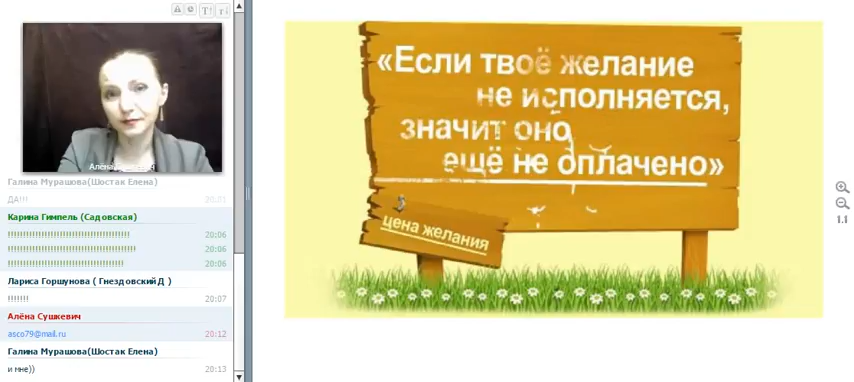 Алёна Сушкевич
Галина Мурашова(Шостак Елена)
ДА!!!
Карина Гимпель (Садовская)
!!!!!!!!!!!!!!!!!!!!!!!!!!!!!!! 20:06
!!!!!!!!!!!!!!!!!!!!!!!!!!!!!!!!! 20:06
!!!!!!!!!!!!!!!!!!!!!!!!!!!!!! 20:06
Лариса Горшунова ( Гнездовский Д )
!!!!!!! 20:07
Алёна Сушкевич
asco79@mail.ru 20:12
Галина Мурашова(Шостак Елена)
и мне)) 20:13
«Если твоё желание
не исполняется,
значит оно
ещё не оплачено»
цена желания
1:1